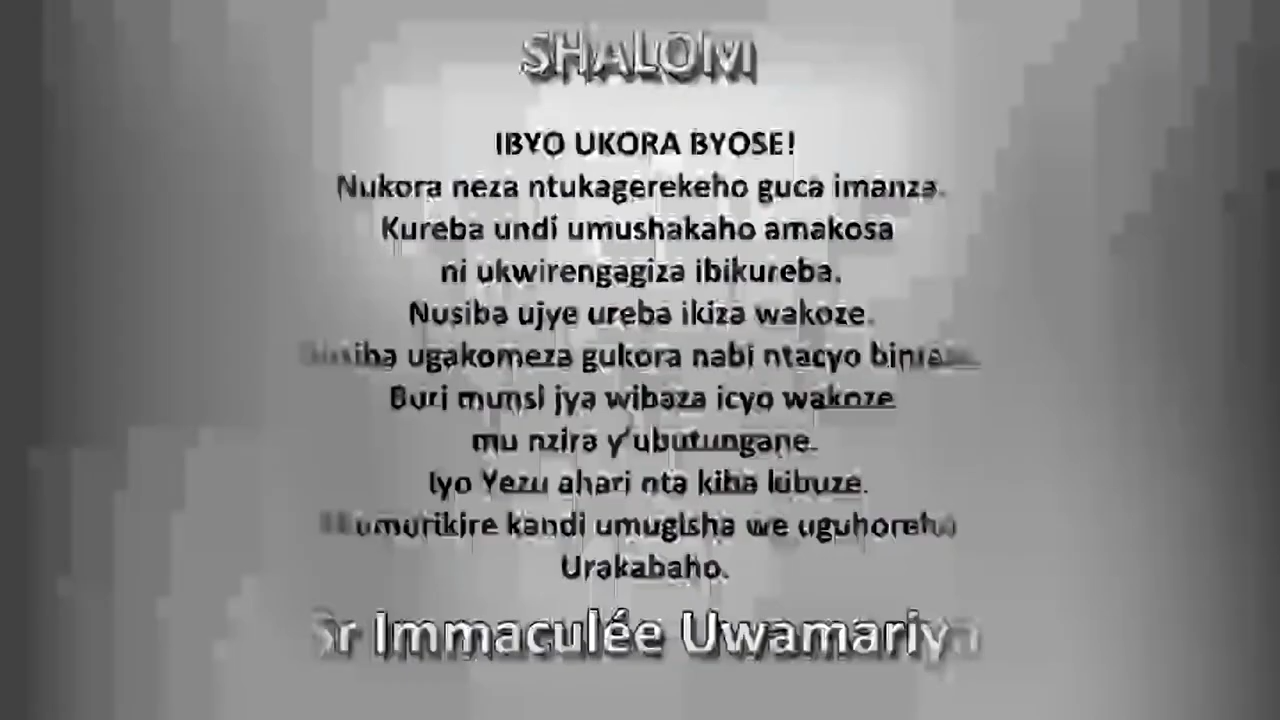 SHALOM
IBYO UKORA BYOSE!
Nukora neza ntukagerekeho guca imanza.
Kureba undi umushakaho amakosa
ni ukwirengagiza ibikureba.
Nusiba ujye ureba ikiza wakoze.
ugakomeza gukora nabi ntacyo
Buri munsi jya wibaza icyo wakoze
mu nzira y'ubutungane.
Iyo Yezu ahari nta kiba kibuze.
kandi umugisha we uguhoreho
Urakabaho.
Sr Immaculée Uwamariya